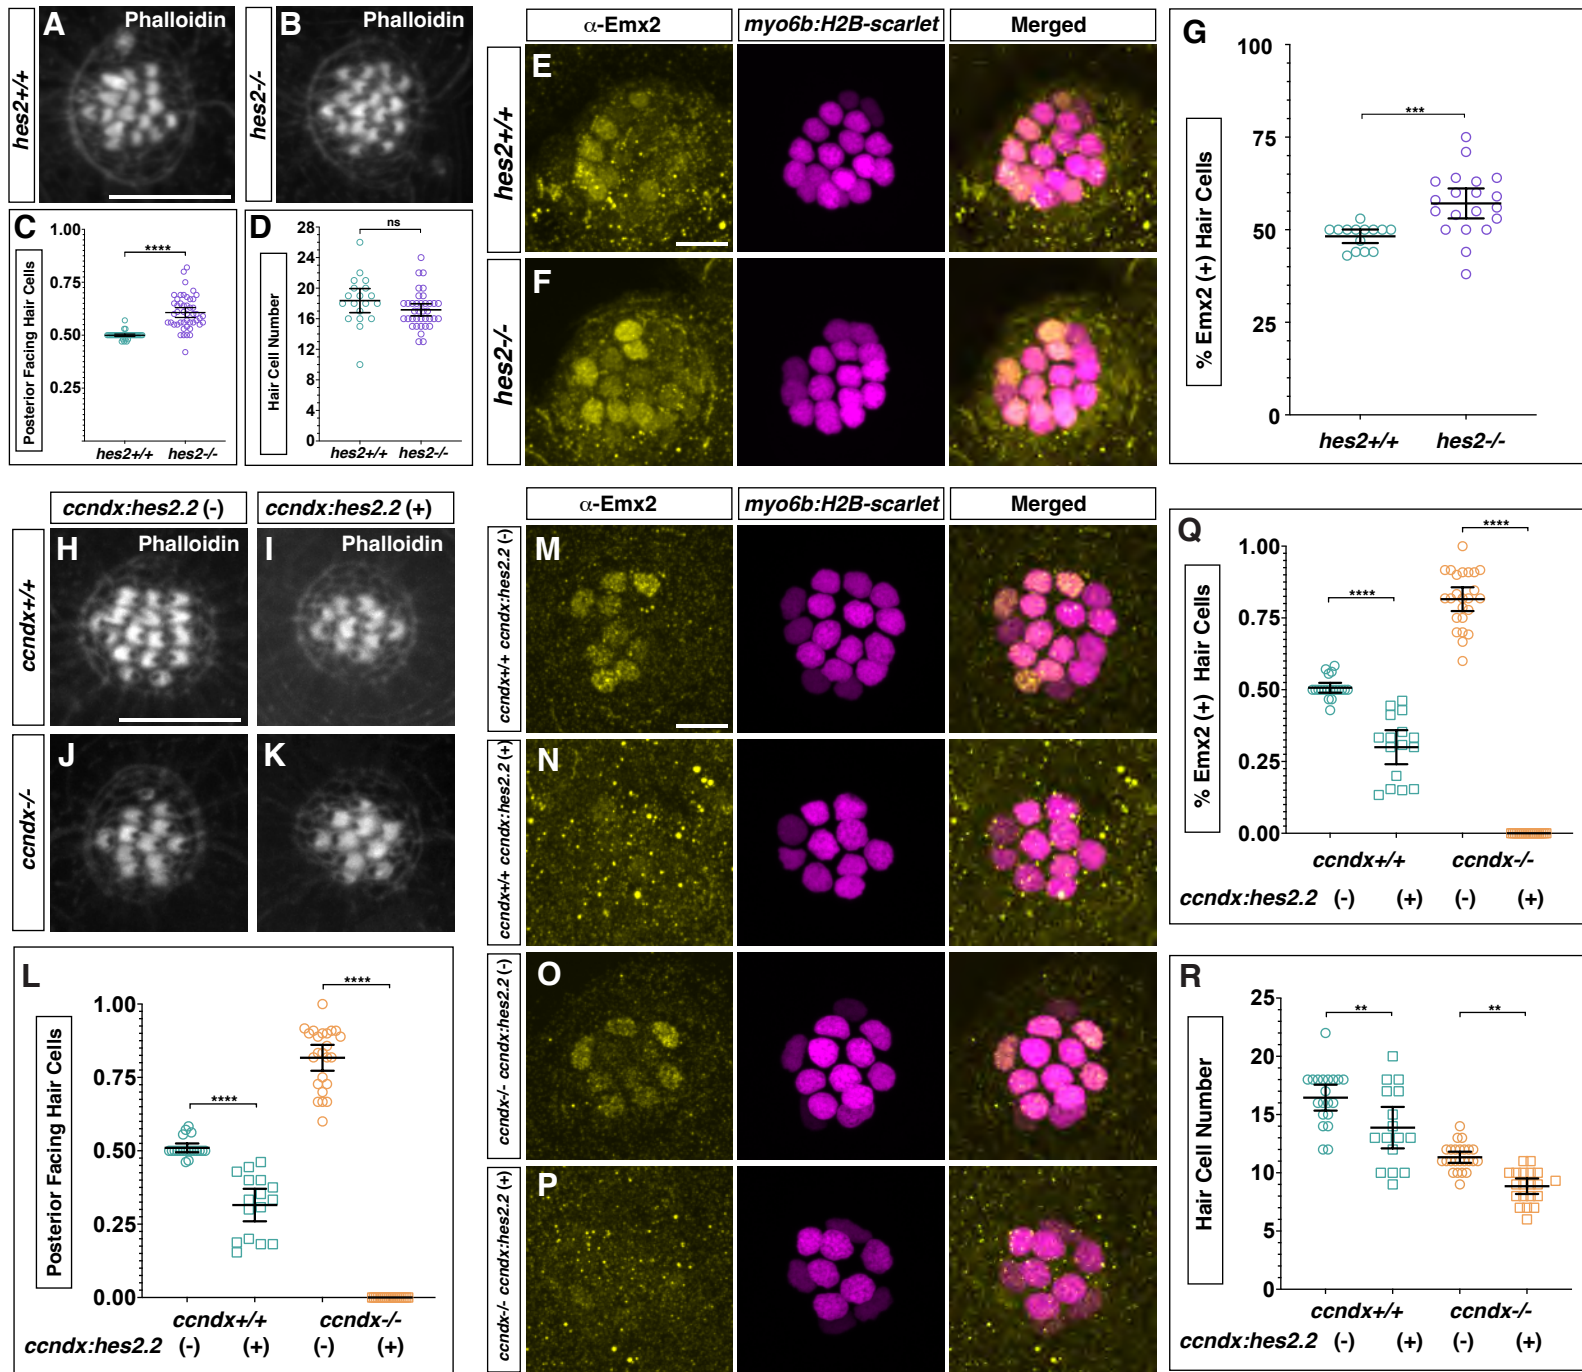 A Phalloidin
B Phalloidin
hes2+/+
hes2-/-
C
Posterior Facing Hair Cells
1.00
0.75
0.50
0.25
****
hes2+/+ hes2-/-
D
Hair Cell Number
28
24
20
16
12
8
4
0
ns
hes2+/+ hes2-/-
α-Emx2 myo6b:H2B-scarlet Merged
hes2+/+
E
hes2-/-
F
G
% Emx2 (+) Hair Cells
100
75
50
25
0
***
hes2+/+ hes2-/-
ccndx:hes2.2 (-) ccndx:hes2.2 (+)
ccndx+/+
H Phalloidin
I Phalloidin
ccndx-/-
J
K
L
Posterior Facing Hair Cells
1.00
0.75
0.50
0.25
0.00
****
****
ccndx+/+ ccndx-/-
ccndx:hes2.2 (-) (+) (-) (+)
α-Emx2 myo6b:H2B-scarlet Merged
ccndx+/+ ccndx:hes2.2 (-)
M
ccndx+/+ ccndx:hes2.2 (+)
N
ccndx-/- ccndx:hes2.2 (-)
O
ccndx-/- ccndx:hes2.2 (+)
P
Q
% Emx2 (+) Hair Cells
1.00
0.75
0.50
0.25
0.00
****
****
ccndx+/+ ccndx-/-
ccndx:hes2.2 (-) (+) (-) (+)
R
Hair Cell Number
25
20
15
10
5
0
**
**
ccndx+/+ ccndx-/-
ccndx:hes2.2 (-) (+) (-) (+)